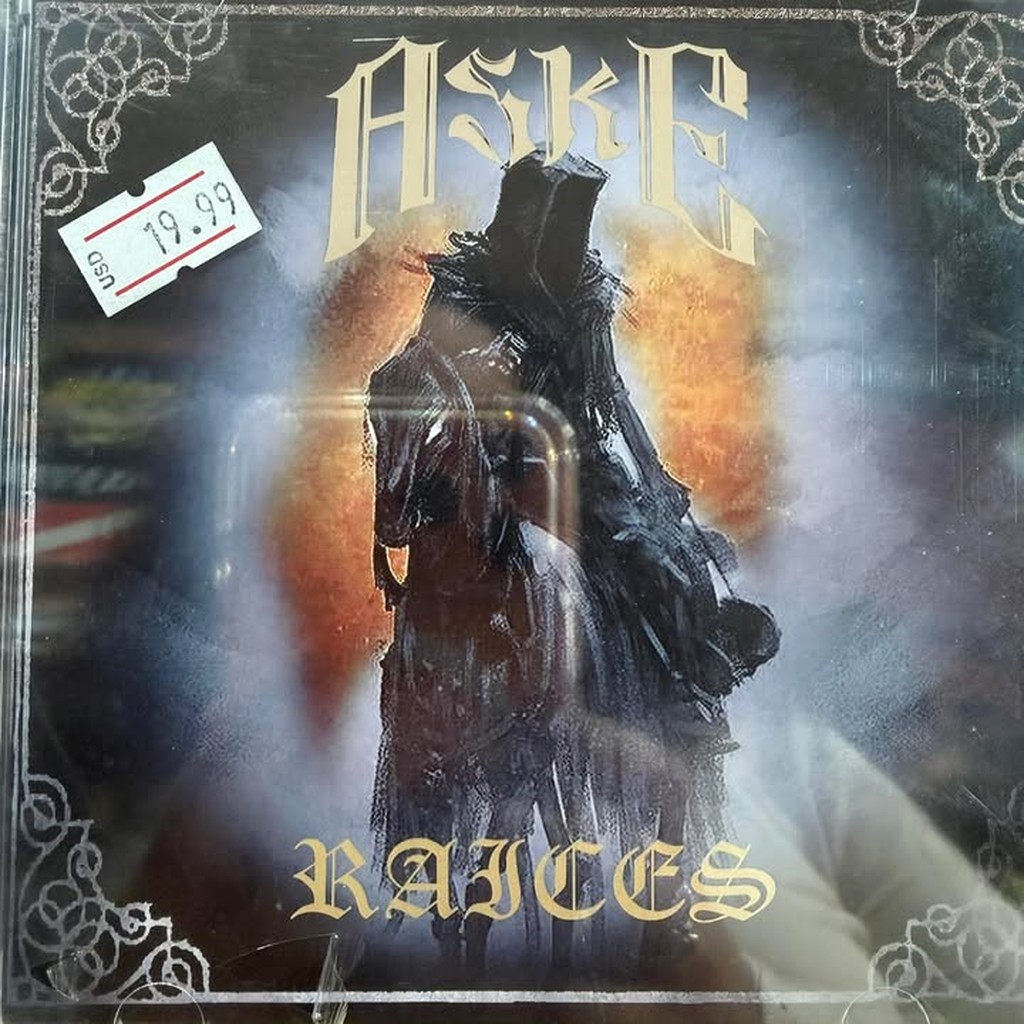 ASKE
19.99
USD
RAICES